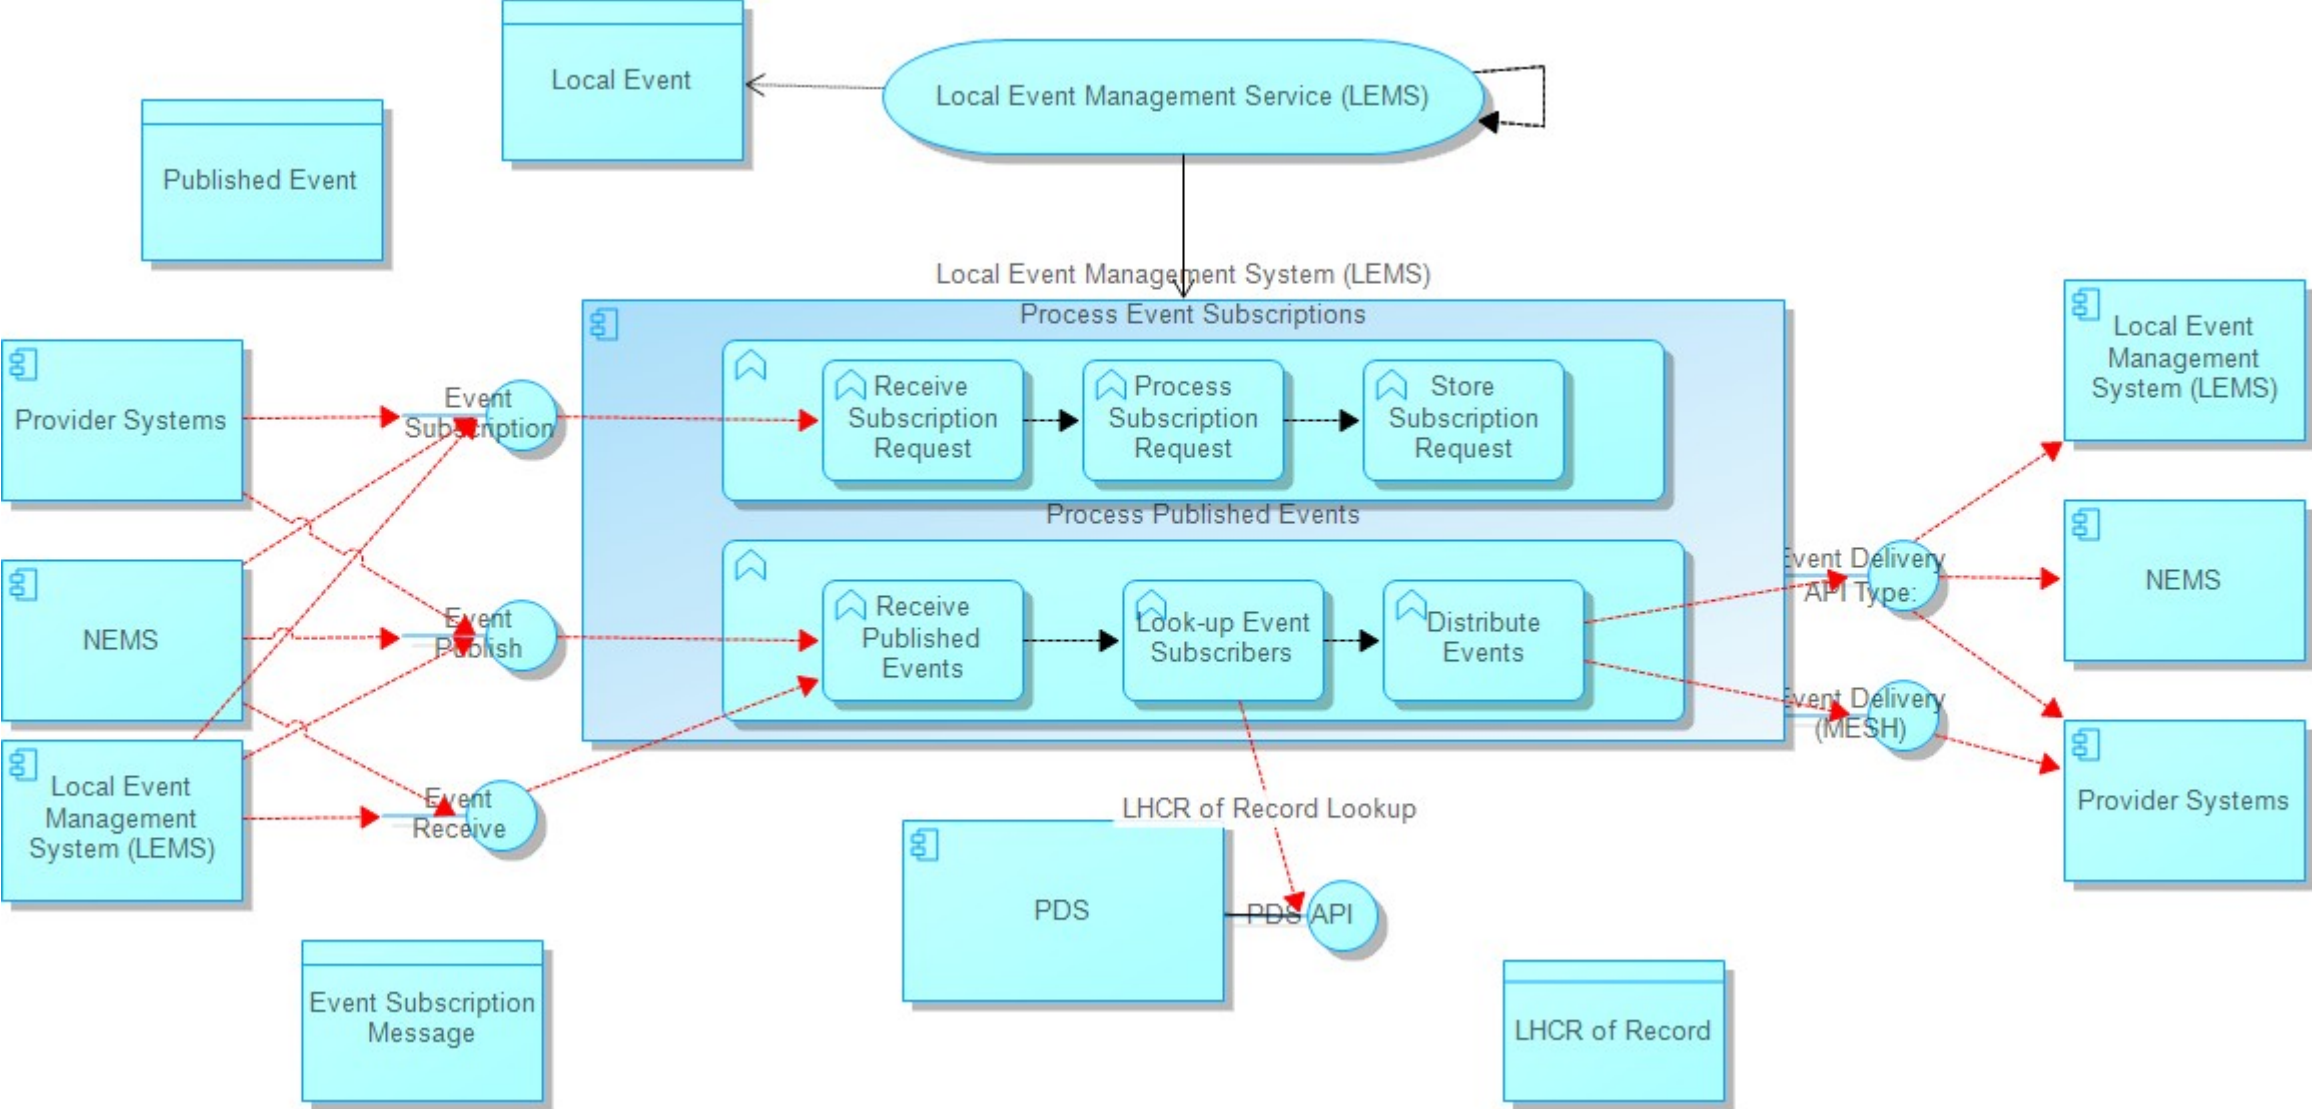 Local Event
Local Event Management Service (LEMS)
Published Event
Local Event Management System (LEMS)
Process Event Subscriptions
Provider Systems
Event
Subscription
Receive
Subscription
Request
Process
Subscription
Request
Store
Subscription
Request
Local Event
Management
System (LEMS)
Process Published Events
NEMS
Event
Publish
Receive
Published
Events
Look-up Event
Subscribers
Distribute
Events
Event Delivery
API Type:
NEMS
Event Delivery
(MESH)
Local Event
Management
System (LEMS)
Event
Receive
LHCR of Record Lookup
Provider Systems
PDS
PDS API
Event Subscription
Message
LHCR of Record